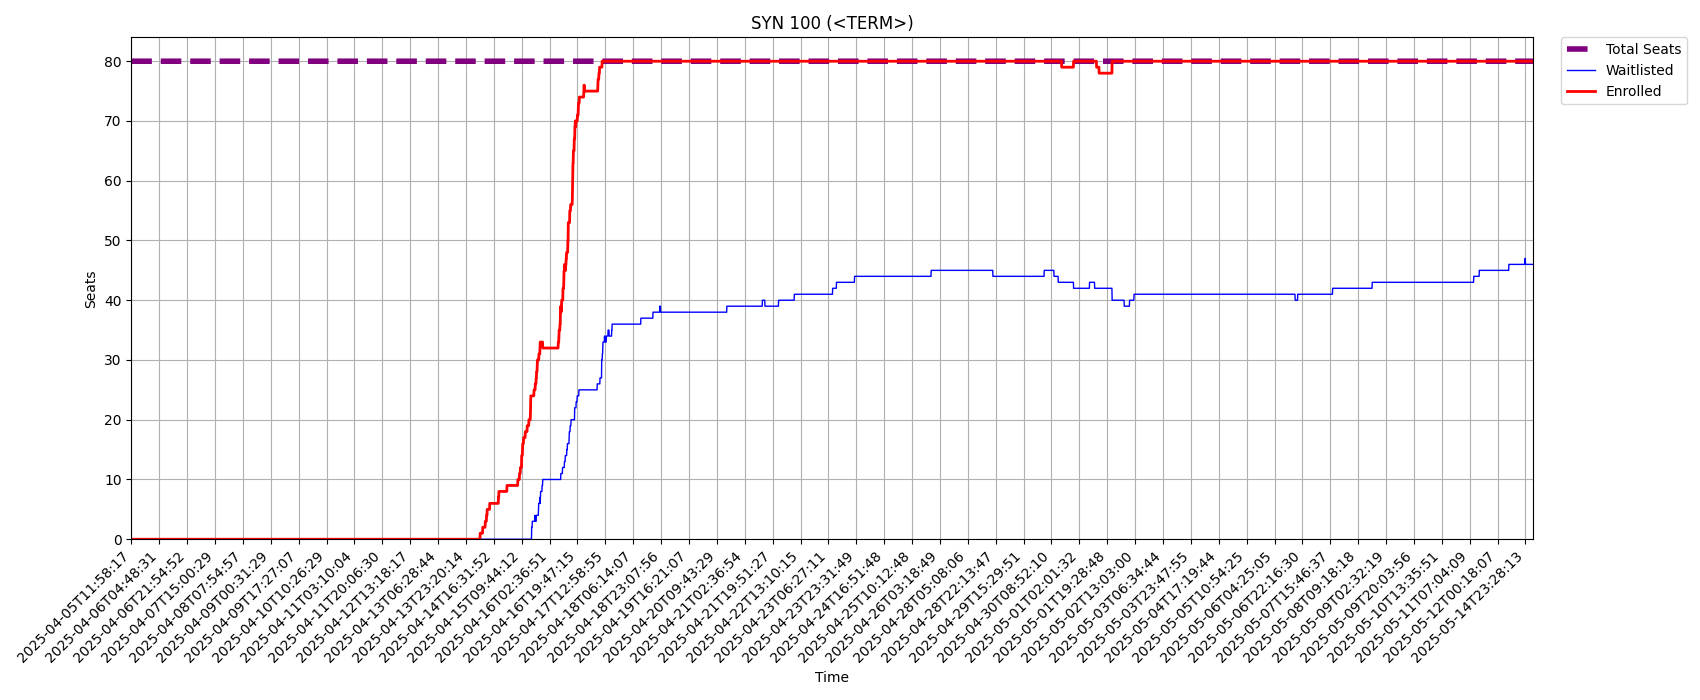 SYN 100 (<TERM>)
Total Seats
Waitlisted
Enrolled
80
70
60
50
40
30
20
10
0
Seats
2025-04-05T11:58:17
2025-04-06T04:48:31
2025-04-06T21:54:52
2025-04-07T15:00:29
2025-04-08T07:54:57
2025-04-09T00:31:29
2025-04-09T17:27:07
2025-04-10T10:26:29
2025-04-11T03:10:04
2025-04-11T20:06:30
2025-04-12T13:18:17
2025-04-13T06:28:44
2025-04-13T23:20:14
2025-04-14T16:31:52
2025-04-15T09:44:12
2025-04-16T02:36:51
2025-04-16T19:47:15
2025-04-17T12:58:55
2025-04-18T06:14:07
2025-04-18T23:07:56
2025-04-19T16:21:07
2025-04-20T09:43:29
2025-04-21T02:36:54
2025-04-21T19:51:27
2025-04-22T13:10:15
2025-04-23T06:27:11
2025-04-23T23:31:49
2025-04-24T16:51:48
2025-04-25T10:12:48
2025-04-26T03:18:49
2025-04-28T05:08:06
2025-04-28T22:13:47
2025-04-29T15:29:51
2025-04-30T08:52:10
2025-05-01T02:01:32
2025-05-01T19:28:48
2025-05-02T13:03:00
2025-05-03T06:34:44
2025-05-03T23:47:55
2025-05-04T17:19:44
2025-05-05T10:54:25
2025-05-06T04:25:05
2025-05-06T22:16:30
2025-05-07T15:46:37
2025-05-08T09:18:18
2025-05-09T02:32:19
2025-05-09T20:03:56
2025-05-10T13:35:51
2025-05-11T07:04:09
2025-05-12T00:18:07
2025-05-14T23:28:13
Time